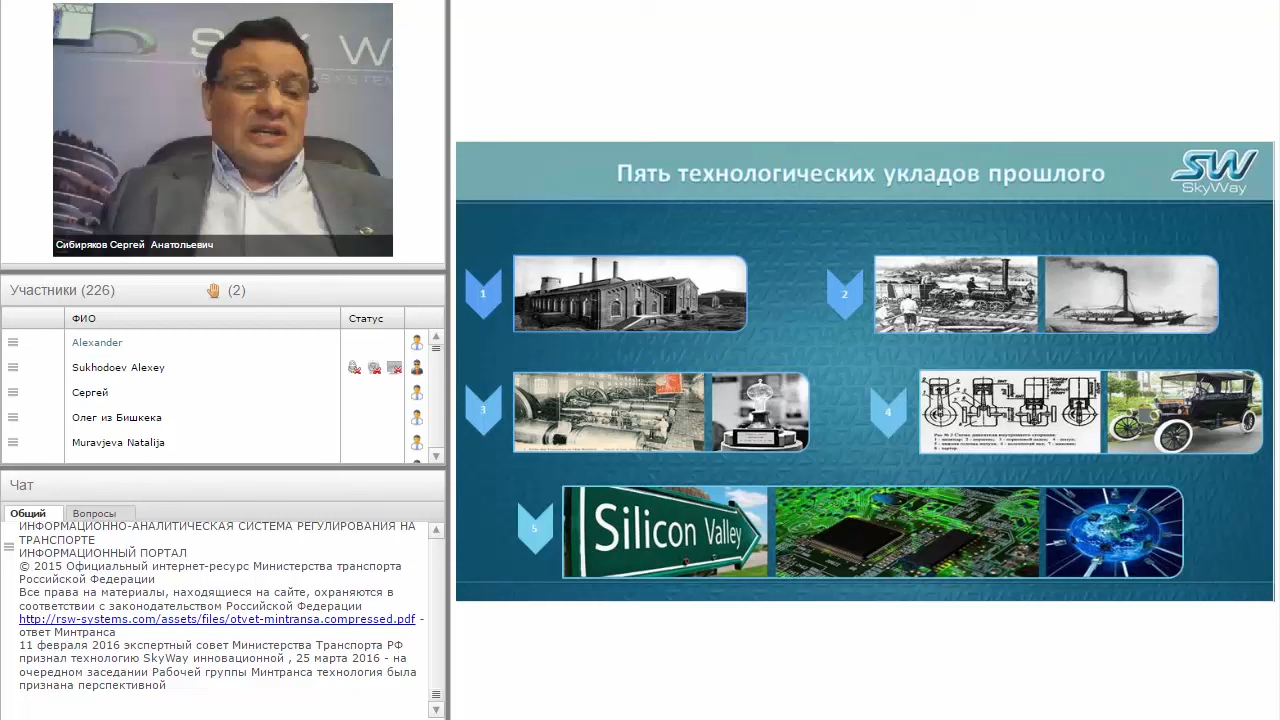 SKY W
SYSTEM
Сибиряков Сергей Анатольевич
Участники (226)
(2)
ФИО
Статус
Alexander
Sukhodoev Alexey
Сергей
Олег из Бишкека
Muravjeva Natalija
Чат
Общий
Вопросы
ИНФОРМАЦИОННО-АНАЛИТИЧЕСКАЯ СИСТЕМА РЕГУЛИРОВАНИЯ НА
ТРАНСПОРТЕ
ИНФОРМАЦИОННЫЙ ПОРТАЛ
© 2015 Официальный интернет-ресурс Министерства транспорта
Российской Федерации
Все права на материалы, находящиеся на сайте, охраняются в
соответствии с законодательством Российской Федерации
http://rsw-systems.com/assets/files/otvet-mintransa.compressed.pdf -
ответ Минтранса
11 февраля 2016 экспертный совет Министерства Транспорта РФ
признал технологию SkyWay инновационной , 25 марта 2016 - на
очередном заседании Рабочей группы Минтранса технология была
признана перспективной
Пять технологических укладов прошлого
SW
SkyWay
1
2
3
4
5
Silicon Valley